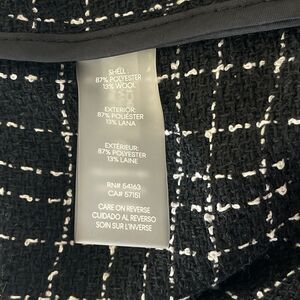 SHELL:
87% POLYESTER
13% WOOL
EXTERIOR:
87% POLIÉSTER
13% LANA
EXTÉRIEUR:
87% POLYESTER
13% LAINE
RN# 54163
CA# 57151
CARE ON REVERSE
CUIDADO AL REVERSO
SOIN SUR L'INVERSE